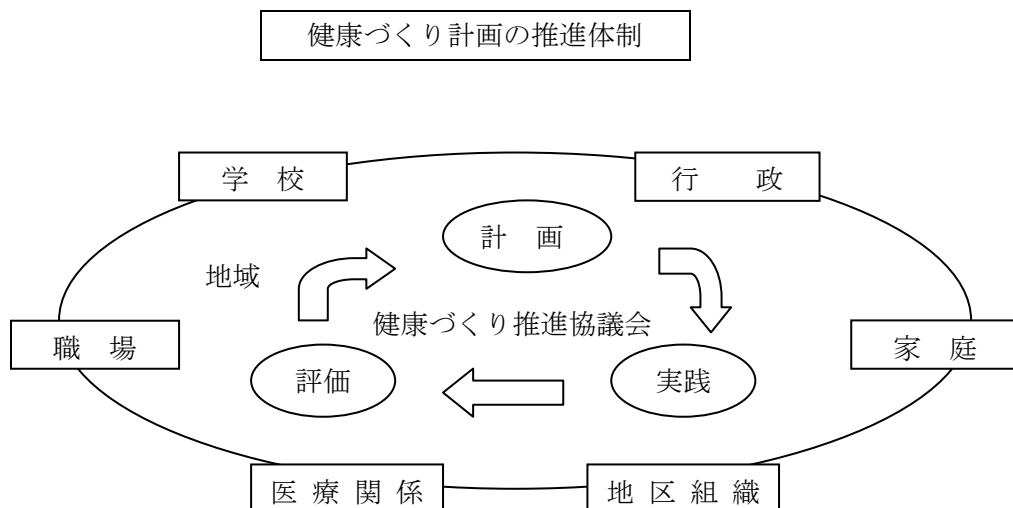 健康づくり計画の推進体制
学 校
行 政
計 画
地域
健康づくり推進協議会
職 場
家 庭
評価
実践
医 療 関 係
地 区 組 織